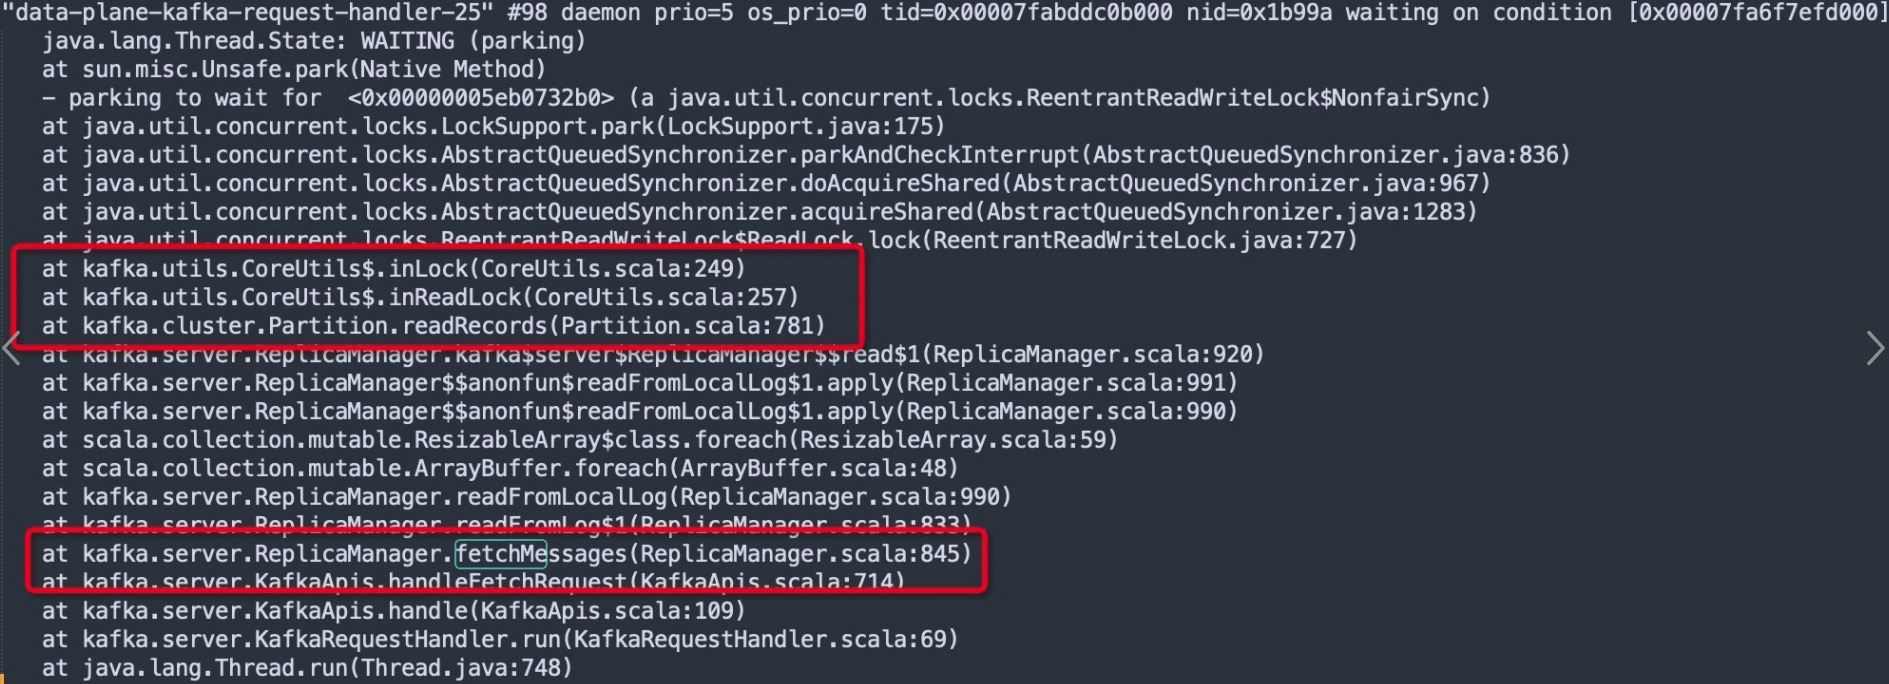 "data-plane-kafka-request-handler-25" #98 daemon prio=5 os_prio=0 tid=0x00007fabddc0b000 nid=0x1b99a waiting on condition [0x00007fa6f7efd000]
java.lang.Thread.State: WAITING (parking)
at sun.misc.Unsafe.park(Native Method)
- parking to wait for  <0x00000005eb0732b0> (a java.util.concurrent.locks.ReentrantReadWriteLock$NonfairSync)
at java.util.concurrent.locks.LockSupport.park(LockSupport.java:175)
at java.util.concurrent.locks.AbstractQueuedSynchronizer.parkAndCheckInterrupt(AbstractQueuedSynchronizer.java:836)
at java.util.concurrent.locks.AbstractQueuedSynchronizer.doAcquireShared(AbstractQueuedSynchronizer.java:967)
at java.util.concurrent.locks.AbstractQueuedSynchronizer.acquireShared(AbstractQueuedSynchronizer.java:1283)
at java.util.concurrent.locks.ReentrantReadWriteLock$ReadLock.lock(ReentrantReadWriteLock.java:727)
at kafka.utils.CoreUtils$.inLock(CoreUtils.scala:249)
at kafka.utils.CoreUtils$.inReadLock(CoreUtils.scala:257)
at kafka.cluster.Partition.readRecords(Partition.scala:781)
at kafka.server.ReplicaManager.kafka$server$ReplicaManager$$read$1(ReplicaManager.scala:920)
at kafka.server.ReplicaManager$$anonfun$readFromLocalLog$1.apply(ReplicaManager.scala:991)
at kafka.server.ReplicaManager$$anonfun$readFromLocalLog$1.apply(ReplicaManager.scala:990)
at scala.collection.mutable.ResizableArray$class.foreach(ResizableArray.scala:59)
at scala.collection.mutable.ArrayBuffer.foreach(ArrayBuffer.scala:48)
at kafka.server.ReplicaManager.readFromLocalLog(ReplicaManager.scala:990)
at kafka.server.ReplicaManager.readFromLog$1(ReplicaManager.scala:833)
at kafka.server.ReplicaManager.fetchMessages(ReplicaManager.scala:845)
at kafka.server.KafkaApis.handleFetchRequest(KafkaApis.scala:714)
at kafka.server.KafkaApis.handle(KafkaApis.scala:109)
at kafka.server.KafkaRequestHandler.run(KafkaRequestHandler.scala:69)
at java.lang.Thread.run(Thread.java:748)